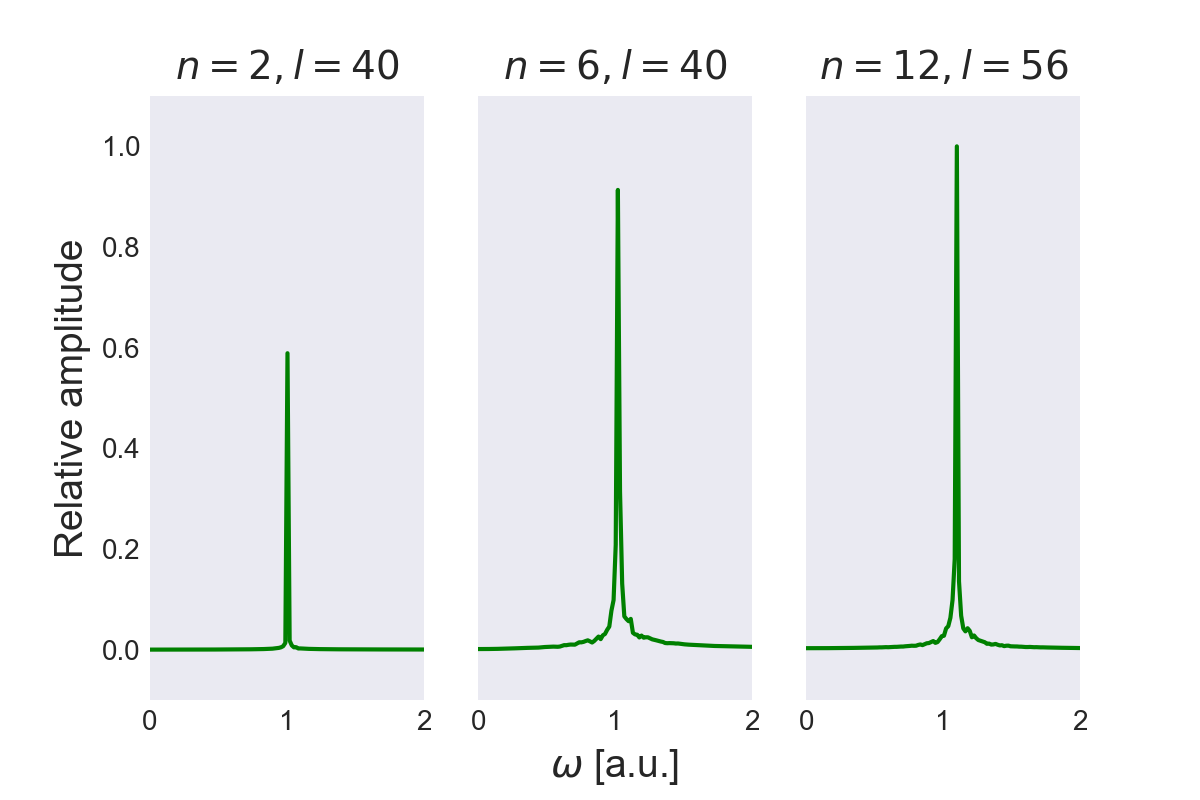 n = 2, l = 40
n = 6, l = 40
n = 12, l = 56
Relative amplitude
1.0
0.8
0.6
0.4
0.2
0.0
0 1 2
0 1 2
0 1 2
ω [a.u.]